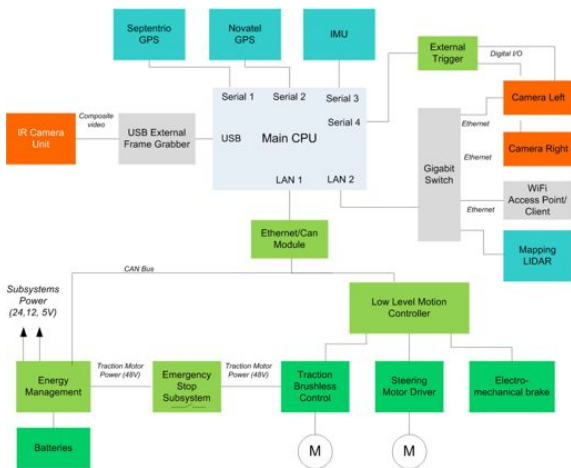 Septentrio
GPS
Novatel
GPS
IMU
External
Trigger
Digital I/O
Serial 1
Serial 2
Serial 3
Serial 4
Camera Left
Ethernet
IR Camera
Unit
Composite
video
USB External
Frame Grabber
USB
Main CPU
Gigabit
Switch
Ethernet
Camera Right
LAN 1
LAN 2
WiFi
Access Point/
Client
Ethernet
Ethernet/Can
Module
Mapping
LIDAR
CAN Bus
Subsystems
Power
(24,12, 5V)
Low Level Motion
Controller
Energy
Management
Traction Motor
Power (48V)
Emergency
Stop
Subsystem
Traction Motor
Power (48V)
Traction
Brushless
Control
Steering
Motor Driver
Electro-
mechanical brake
Batteries
M
M